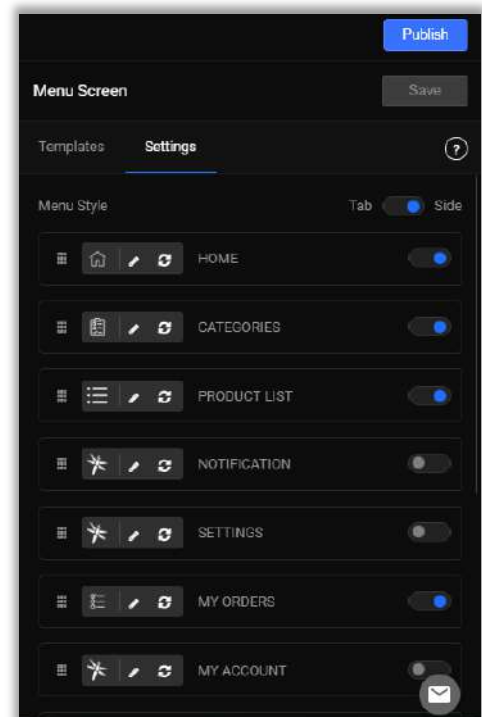 Publish
Menu Screen Save
Templates Settings ?
Menu Style Tab Side
HOME
CATEGORIES
PRODUCT LIST
NOTIFICATION
SETTINGS
MY ORDERS
MY ACCOUNT